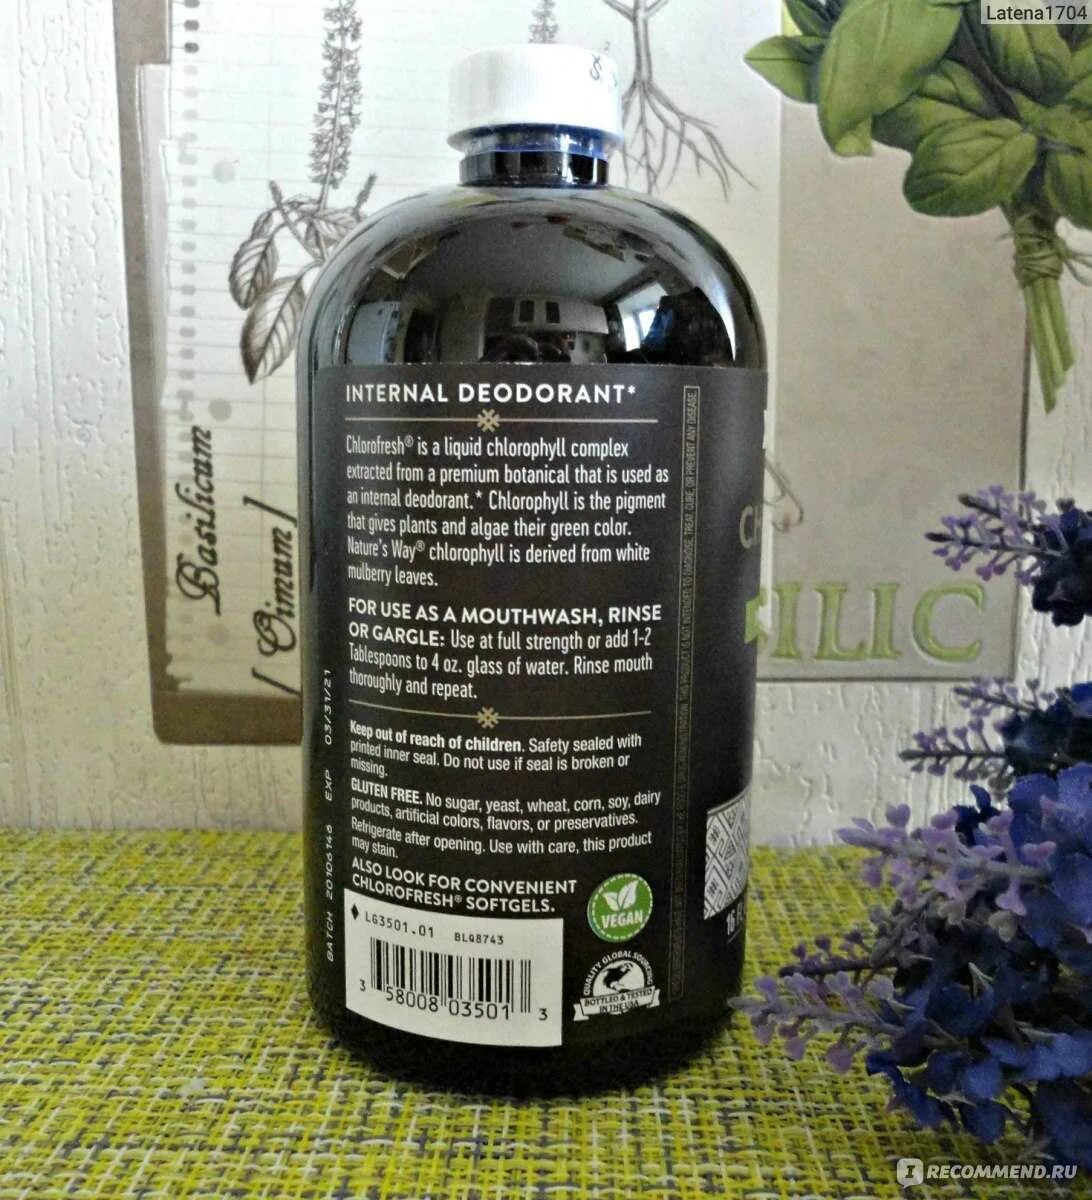 Latena1704
Basilicum
[ Ocimum ]
INTERNAL DEODORANT*
Chlorofresh® is a liquid chlorophyll complex
extracted from a premium botanical that is used as
an internal deodorant.* Chlorophyll is the pigment
that gives plants and algae their green color.
Nature's Way® chlorophyll is derived from white
mulberry leaves.
FOR USE AS A MOUTHWASH, RINSE
OR GARGLE: Use at full strength or add 1-2
Tablespoons to 4 oz. glass of water. Rinse mouth
thoroughly and repeat.
Keep out of reach of children. Safety sealed with
printed inner seal. Do not use if seal is broken or
missing.
GLUTEN FREE. No sugar, yeast, wheat, corn, soy, dairy
products, artificial colors, flavors, or preservatives.
Refrigerate after opening. Use with care, this product
may stain.
ALSO LOOK FOR CONVENIENT
CHLOROFRESH® SOFTGELS.
VEGAN
LG3501.01 BLQ8743
3 58008 03501 3
QUALITY GLOBAL SOURCING
BOTTLED & TESTED
IN THE USA
BATCH 20106146 EXP 03/31/21
CH
ILIC
16 F
IRECOMMEND.RU